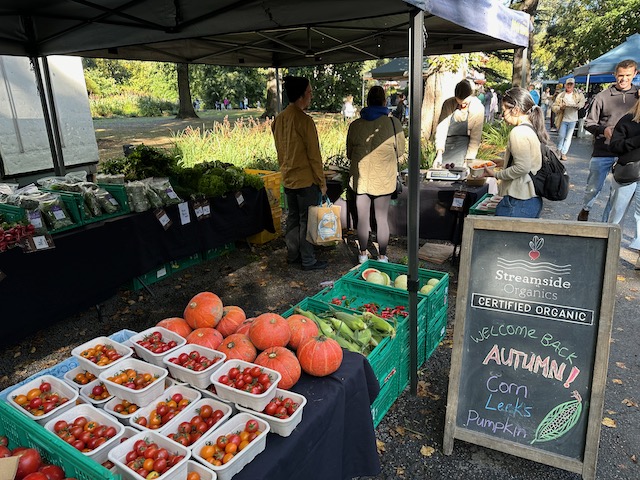 Streamside
Organics
CERTIFIED ORGANIC
WELCOME BACK
AUTUMN!
Corn
Leeks
Pumpkin